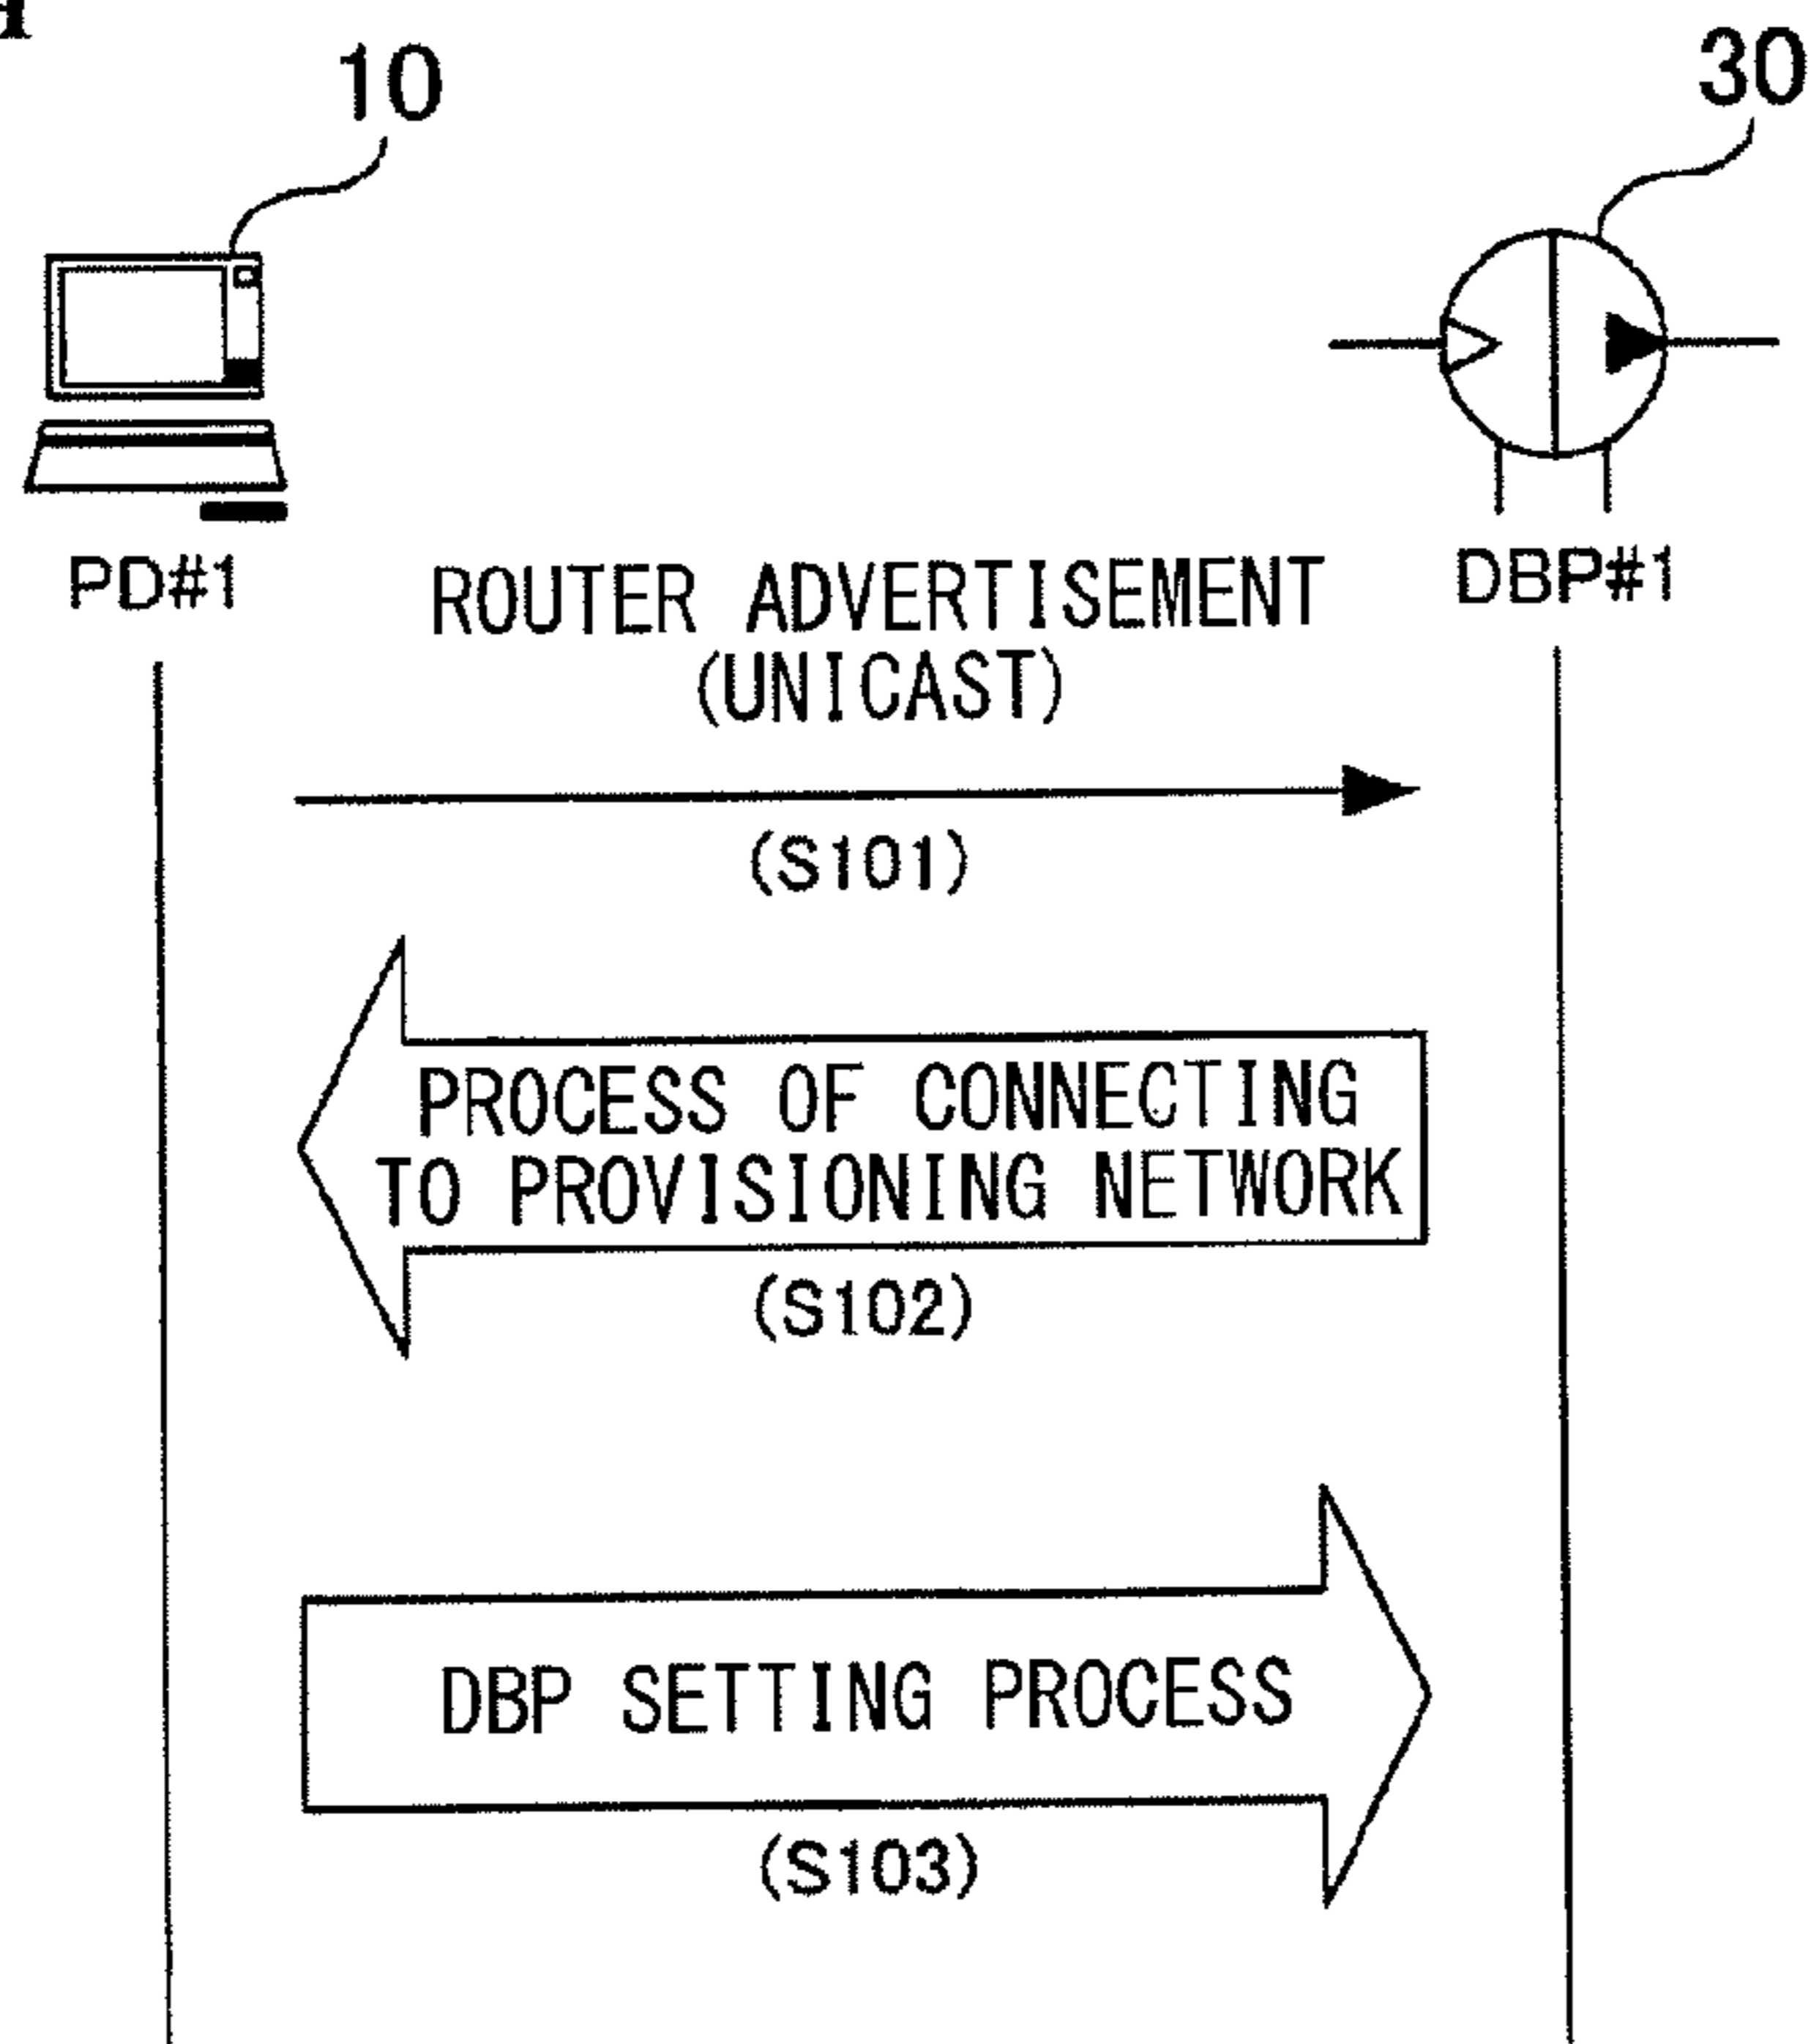 10
30
PD#1
DBP#1
ROUTER ADVERTISEMENT
(UNICAST)
(S101)
PROCESS OF CONNECTING
TO PROVISIONING NETWORK
(S102)
DBP SETTING PROCESS
(S103)